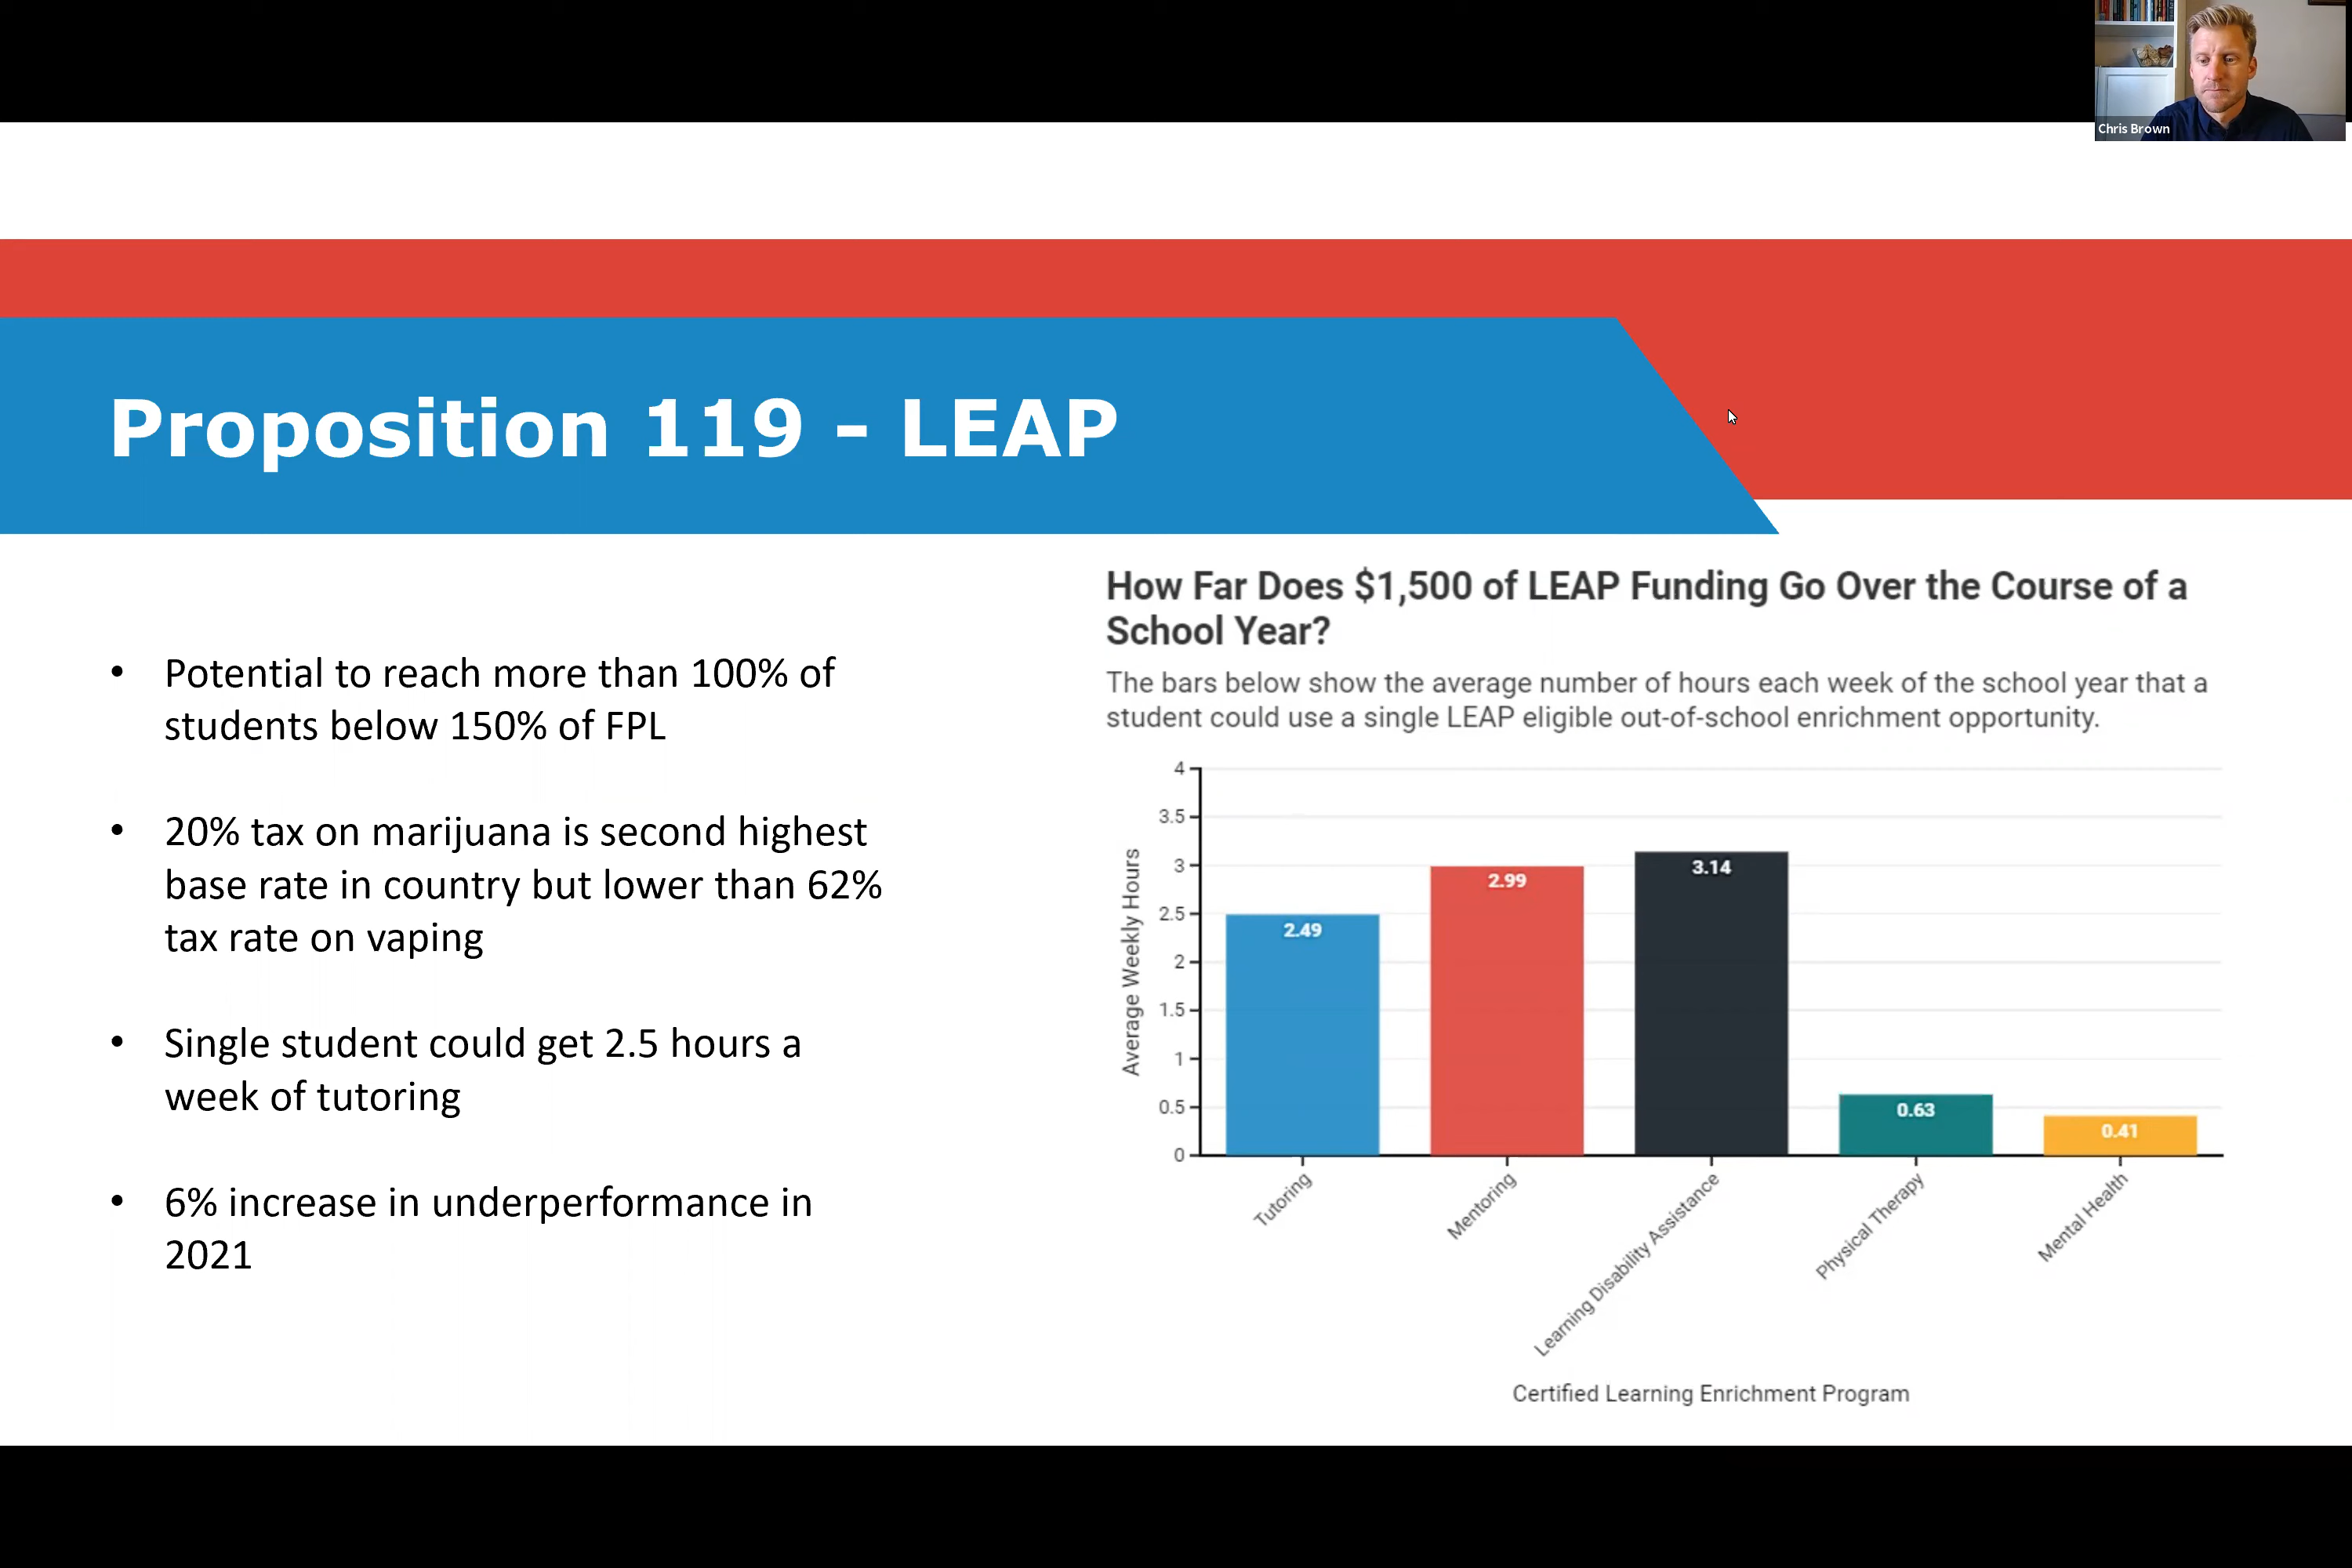 Chris Brown
Proposition 119 - LEAP
• Potential to reach more than 100% of
students below 150% of FPL
• 20% tax on marijuana is second highest
base rate in country but lower than 62%
tax rate on vaping
• Single student could get 2.5 hours a
week of tutoring
• 6% increase in underperformance in
2021
How Far Does $1,500 of LEAP Funding Go Over the Course of a
School Year?
The bars below show the average number of hours each week of the school year that a
student could use a single LEAP eligible out-of-school enrichment opportunity.
Average Weekly Hours
4
3.5
3
2.5
2
1.5
1
0.5
0
2.49
2.99
3.14
0.63
0.41
Tutoring
Mentoring
Learning Disability Assistance
Physical Therapy
Mental Health
Certified Learning Enrichment Program